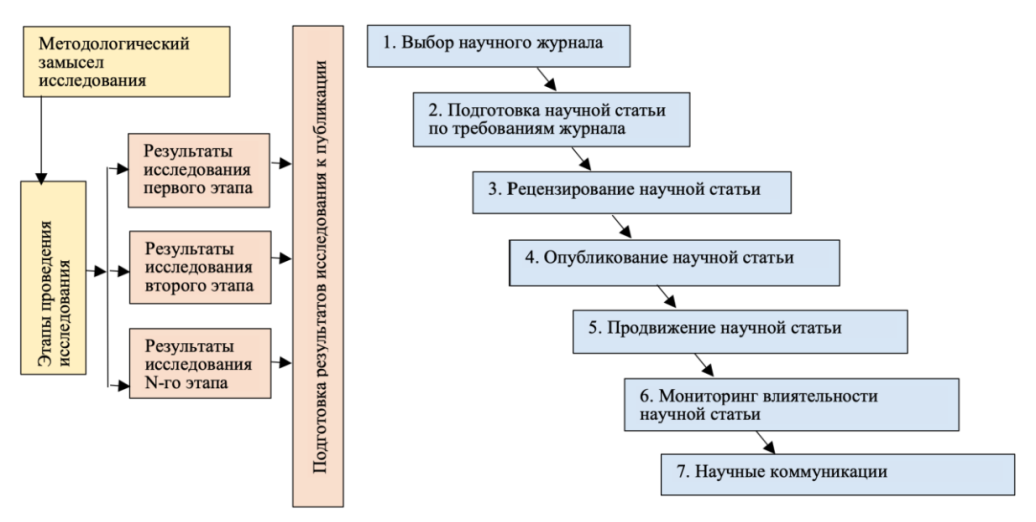 Методологический
замысел
исследования
Этапы проведения
исследования
Результаты
исследования
первого этапа
Результаты
исследования
второго этапа
Результаты
исследования
N-го этапа
Подготовка результатов исследования к публикации
1. Выбор научного журнала
2. Подготовка научной статьи
по требованиям журнала
3. Рецензирование научной статьи
4. Опубликование научной статьи
5. Продвижение научной статьи
6. Мониторинг влиятельности
научной статьи
7. Научные коммуникации